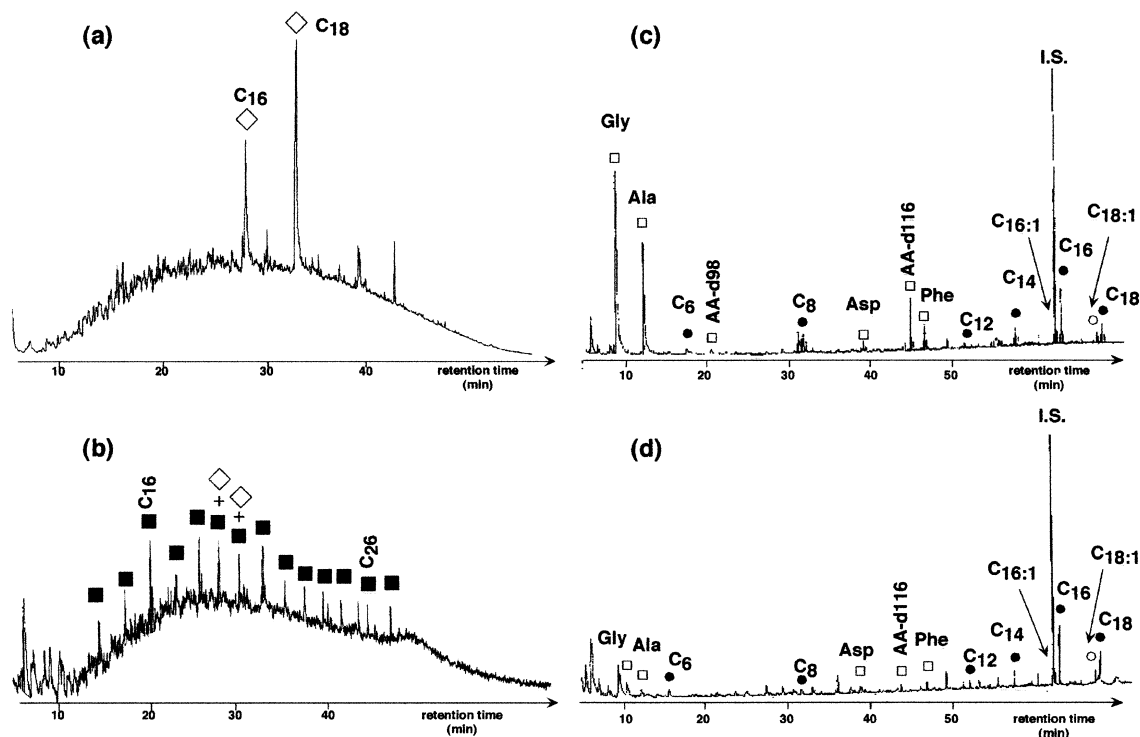 (a)
C18
C16
10
20
30
40
retention time
(min)
(c)
I.S.
Gly
Ala
AA-d98
AA-d116
C16:1
C18:1
C16
C14
C6
C8
Asp
Phe
C12
C18
10
20
30
40
50
retention time
(min)
(b)
C16
+
+
C26
10
20
30
40
retention time
(min)
(d)
I.S.
C16:1
C18:1
C16
C18
Gly
Ala
C6
C8
Asp
AA-d116
Phe
C12
C14
10
20
30
40
50
retention time
(min)